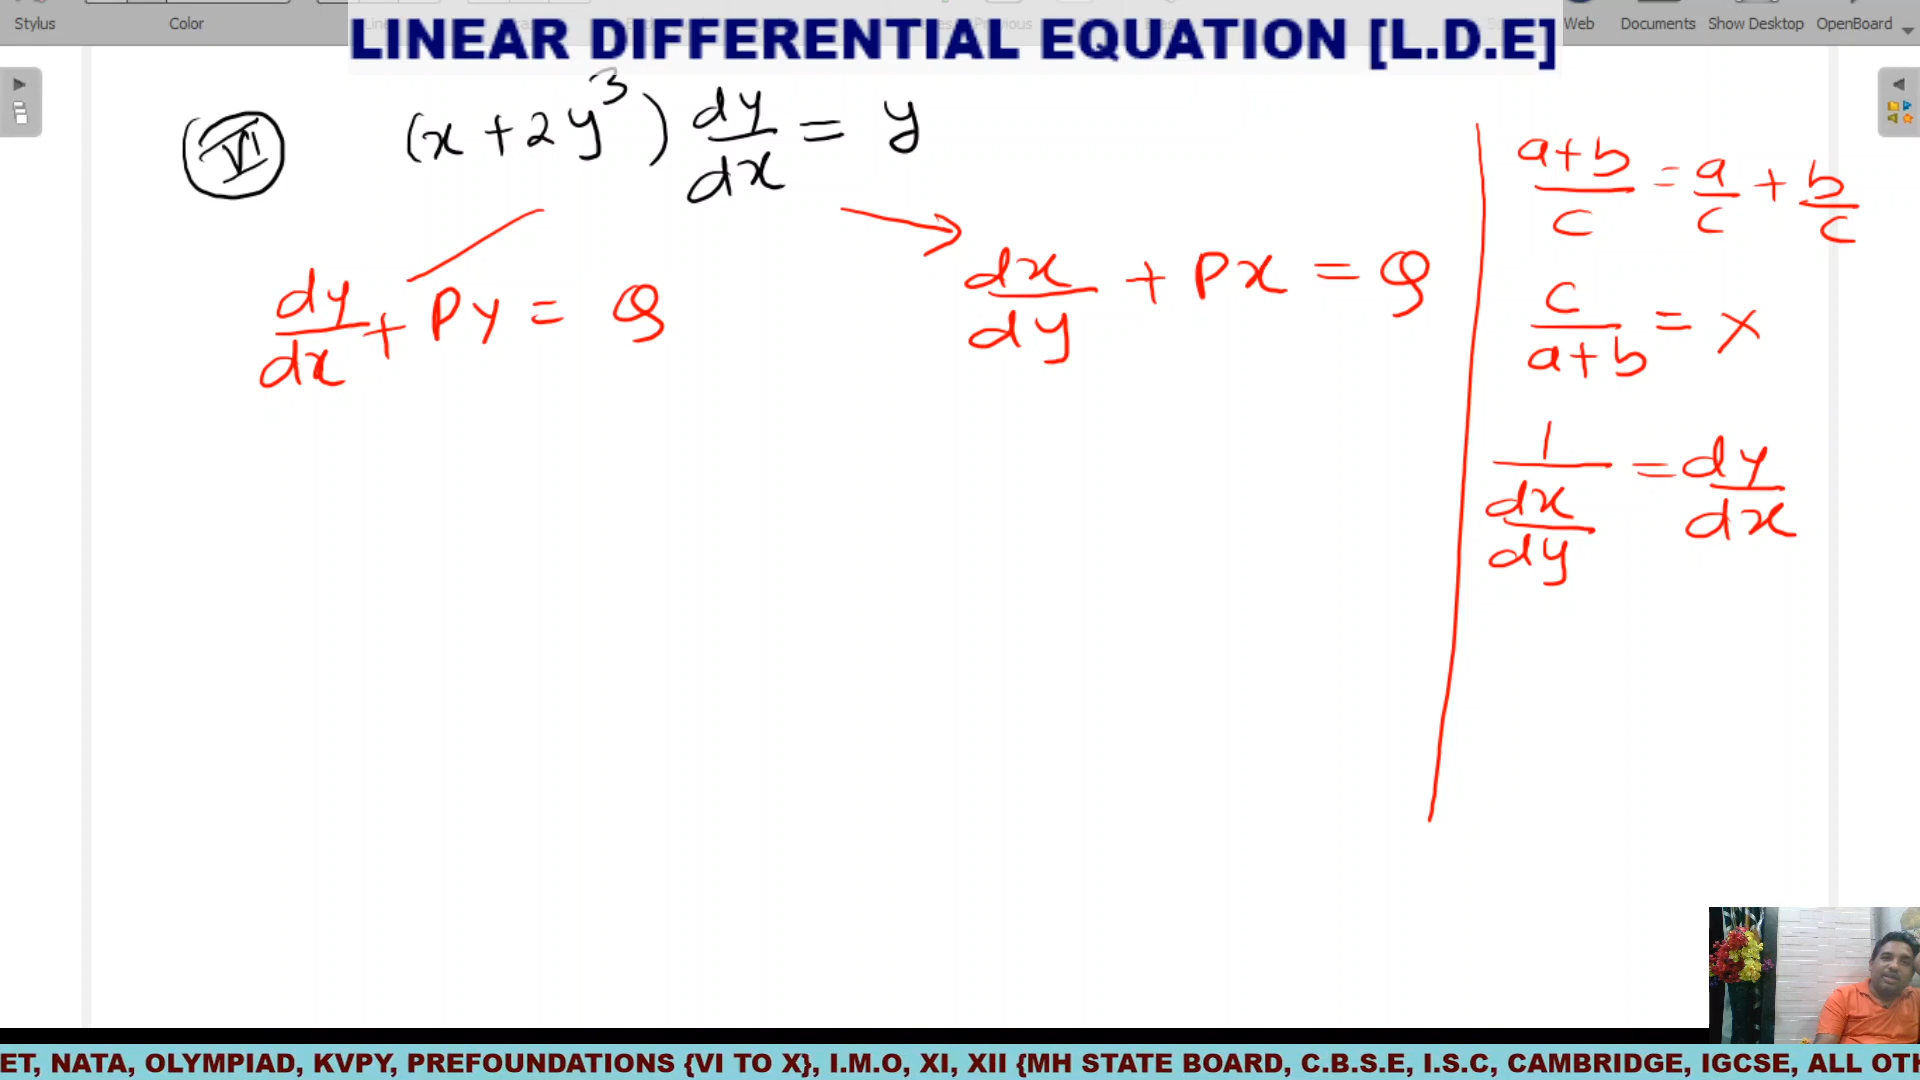 Stylus
Color
Web
Documents
Show Desktop
OpenBoard
LINEAR DIFFERENTIAL EQUATION [L.D.E]
VI (x + 2y³) dy/dx = y
dy/dx + Py = Q
dx/dy + Px = Q
a+b/c = a/c + b/c
c/a+b = x
1/dx/dy = dy/dx
ET, NATA, OLYMPIAD, KVPY, PREFOUNDATIONS {VI TO X}, I.M.O, XI, XII {MH STATE BOARD, C.B.S.E, I.S.C, CAMBRIDGE, IGCSE, ALL OTH